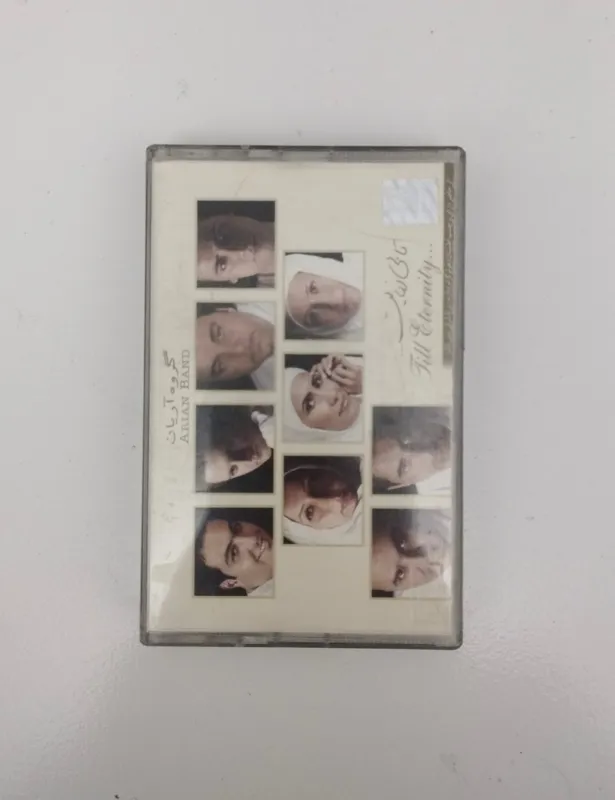 گروه آریان
ARIAN BAND
تا بی نهایت
Till Eternity...